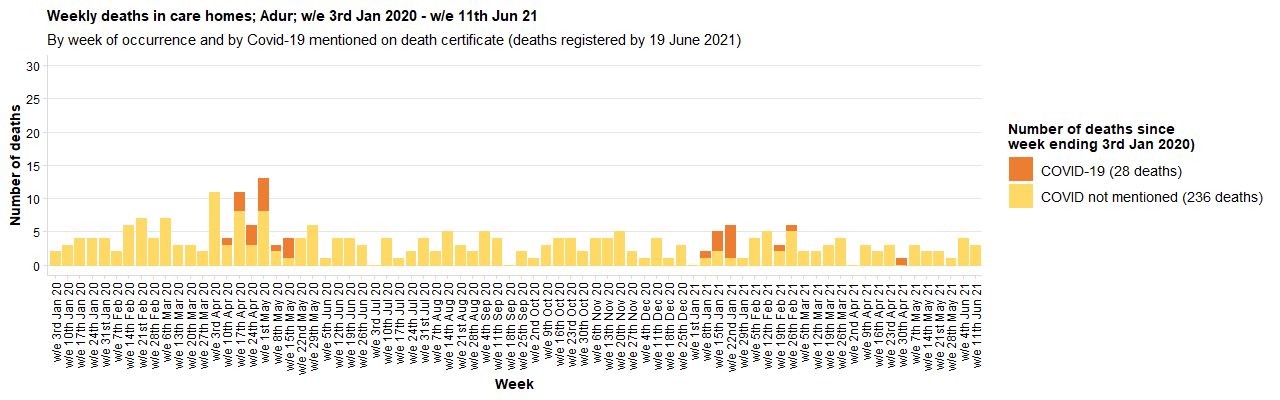 Weekly deaths in care homes; Adur; w/e 3rd Jan 2020 - w/e 11th Jun 21
By week of occurrence and by Covid-19 mentioned on death certificate (deaths registered by 19 June 2021)
Number of deaths
30
25
20
15
10
5
0
w/e 3rd Jan 20
w/e 10th Jan 20
w/e 17th Jan 20
w/e 24th Jan 20
w/e 31st Jan 20
w/e 7th Feb 20
w/e 14th Feb 20
w/e 21st Feb 20
w/e 28th Feb 20
w/e 6th Mar 20
w/e 13th Mar 20
w/e 20th Mar 20
w/e 27th Mar 20
w/e 3rd Apr 20
w/e 10th Apr 20
w/e 17th Apr 20
w/e 24th Apr 20
w/e 1st May 20
w/e 8th May 20
w/e 15th May 20
w/e 22nd May 20
w/e 29th May 20
w/e 5th Jun 20
w/e 12th Jun 20
w/e 19th Jun 20
w/e 26th Jun 20
w/e 3rd Jul 20
w/e 10th Jul 20
w/e 17th Jul 20
w/e 24th Jul 20
w/e 31st Jul 20
w/e 7th Aug 20
w/e 14th Aug 20
w/e 21st Aug 20
w/e 28th Aug 20
w/e 4th Sep 20
w/e 11th Sep 20
w/e 18th Sep 20
w/e 25th Sep 20
w/e 2nd Oct 20
w/e 9th Oct 20
w/e 16th Oct 20
w/e 23rd Oct 20
w/e 30th Oct 20
w/e 6th Nov 20
w/e 13th Nov 20
w/e 20th Nov 20
w/e 27th Nov 20
w/e 4th Dec 20
w/e 11th Dec 20
w/e 18th Dec 20
w/e 25th Dec 20
w/e 1st Jan 21
w/e 8th Jan 21
w/e 15th Jan 21
w/e 22nd Jan 21
w/e 29th Jan 21
w/e 5th Feb 21
w/e 12th Feb 21
w/e 19th Feb 21
w/e 26th Feb 21
w/e 5th Mar 21
w/e 12th Mar 21
w/e 19th Mar 21
w/e 26th Mar 21
w/e 2nd Apr 21
w/e 9th Apr 21
w/e 16th Apr 21
w/e 23rd Apr 21
w/e 30th Apr 21
w/e 7th May 21
w/e 14th May 21
w/e 21st May 21
w/e 28th May 21
w/e 4th Jun 21
w/e 11th Jun 21
Week
Number of deaths since
week ending 3rd Jan 2020)
COVID-19 (28 deaths)
COVID not mentioned (236 deaths)